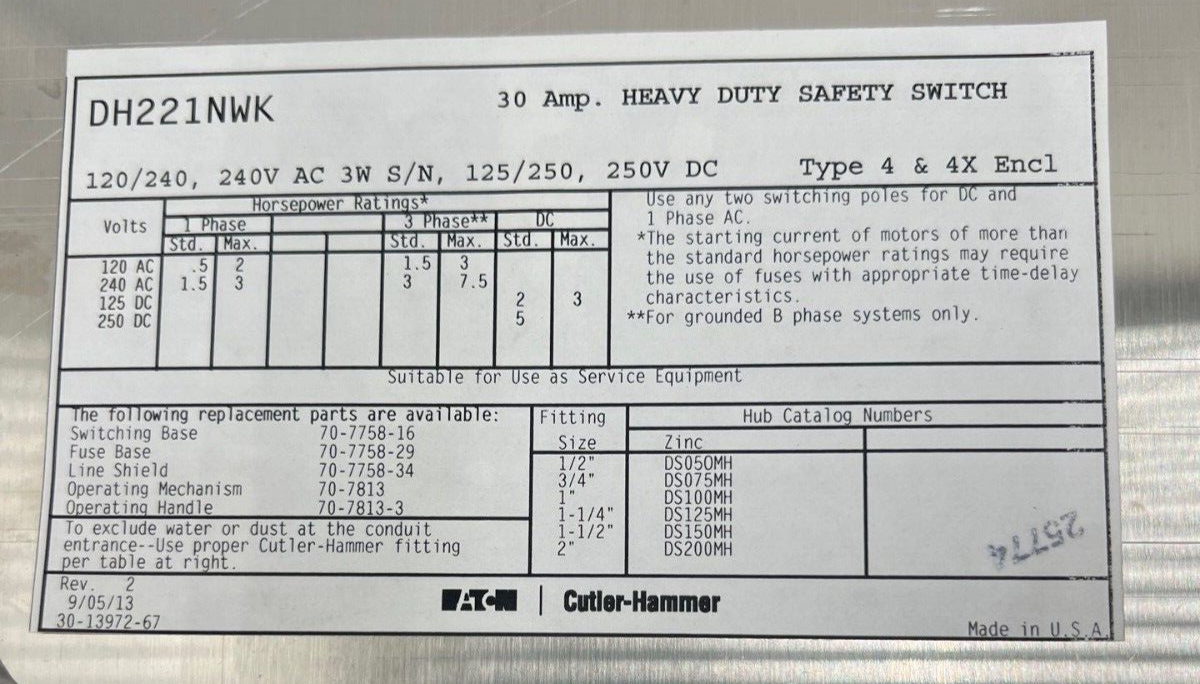 DH221NWK 30 Amp. HEAVY DUTY SAFETY SWITCH
120/240, 240V AC 3W S/N, 125/250, 250V DC Type 4 & 4X Encl
Volts Horsepower Ratings*
1 Phase 3 Phase** DC
Std. Max. Std. Max. Std. Max.
120 AC .5 2 1.5 3
240 AC 1.5 3 3 7.5
125 DC 2 3
250 DC 5
Use any two switching poles for DC and
1 Phase AC.
*The starting current of motors of more than
the standard horsepower ratings may require
the use of fuses with appropriate time-delay
characteristics.
**For grounded B phase systems only.
Suitable for Use as Service Equipment
The following replacement parts are available:
Switching Base 70-7758-16
Fuse Base 70-7758-29
Line Shield 70-7758-34
Operating Mechanism 70-7813
Operating Handle 70-7813-3
To exclude water or dust at the conduit
entrance--Use proper Cutler-Hammer fitting
per table at right.
Fitting Hub Catalog Numbers
Size Zinc
1/2" DS050MH
3/4" DS075MH
1" DS100MH
1-1/4" DS125MH
1-1/2" DS150MH
2" DS200MH
25774
Rev. 2
9/05/13
30-13972-67
EATON | Cutler-Hammer
Made in U.S.A.